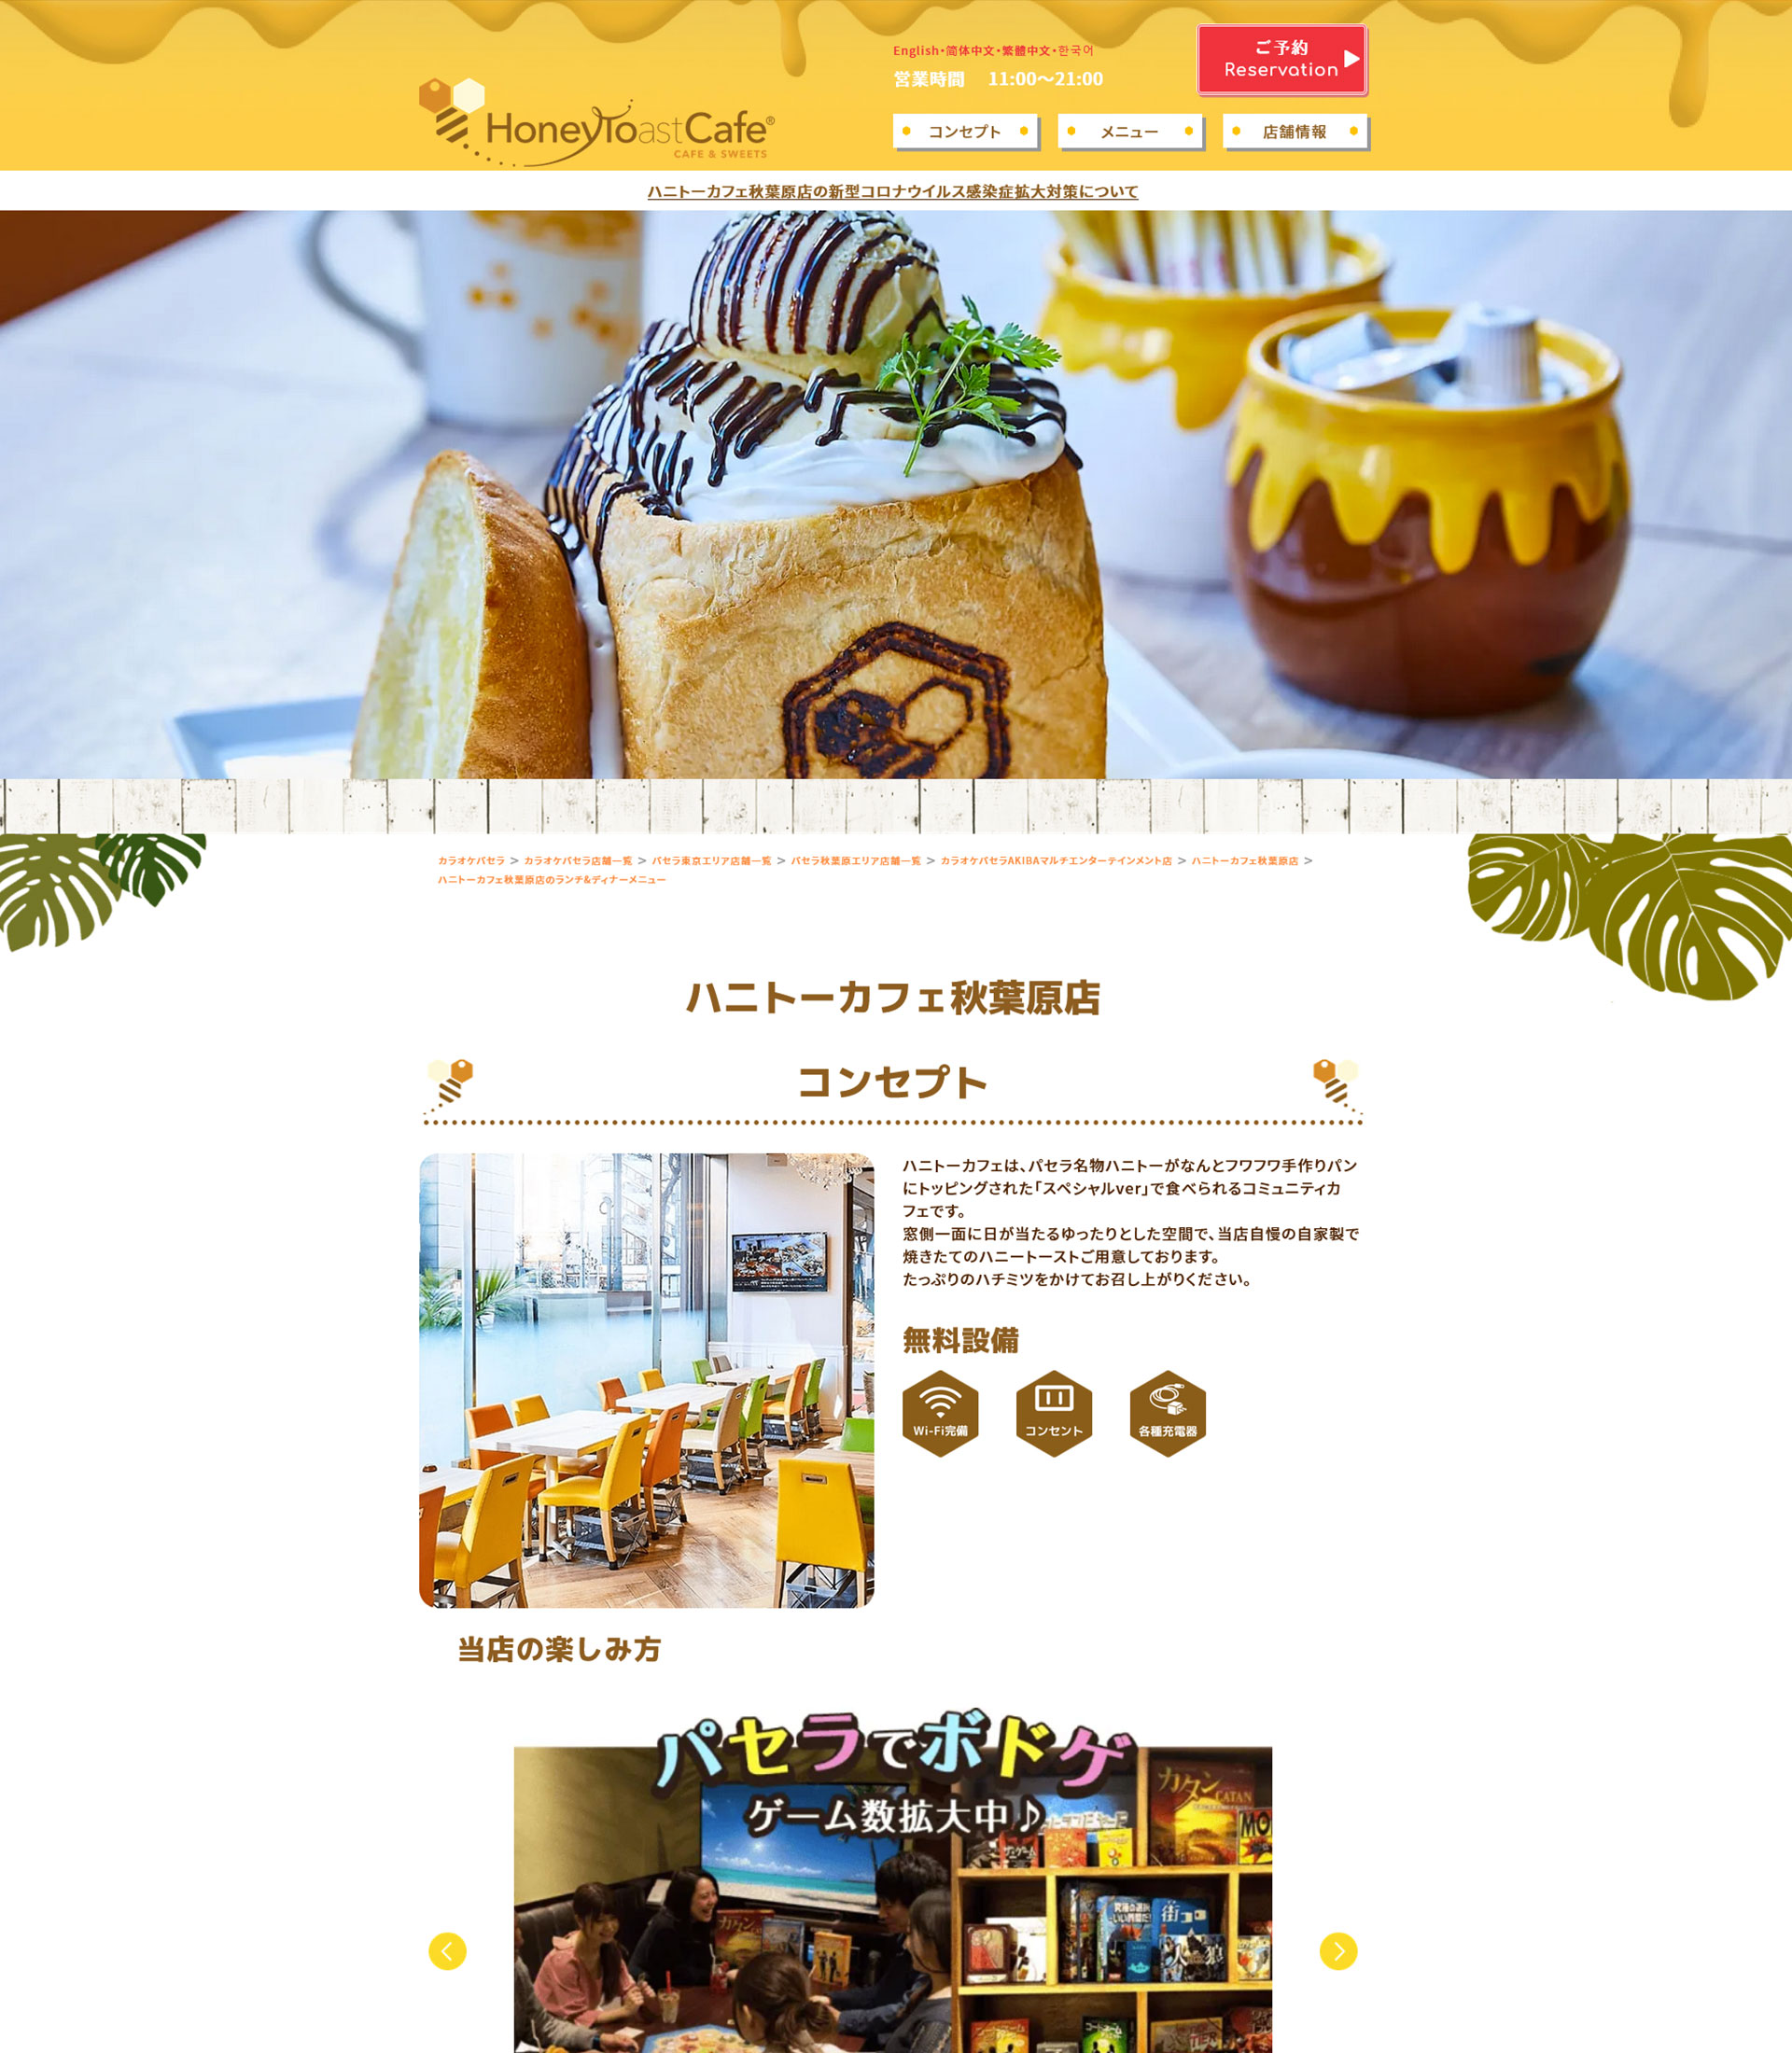 English・简体中文・繁體中文・한국어
営業時間　11:00～21:00
ご予約
Reservation
HoneyToastCafe®
CAFE & SWEETS
コンセプト
メニュー
店舗情報
ハニトーカフェ秋葉原店の新型コロナウイルス感染症拡大対策について
カラオケパセラ > カラオケパセラ店舗一覧 > パセラ東京エリア店舗一覧 > パセラ秋葉原エリア店舗一覧 > カラオケパセラAKIBAマルチエンターテインメント店 > ハニトーカフェ秋葉原店 >
ハニトーカフェ秋葉原店のランチ&ディナーメニュー
ハニトーカフェ秋葉原店
コンセプト
ハニトーカフェは、パセラ名物ハニトーがなんとフワフワ手作りパン
にトッピングされた「スペシャルver」で食べられるコミュニティカ
フェです。
窓側一面に日が当たるゆったりとした空間で、当店自慢の自家製で
焼きたてのハニートーストご用意しております。
たっぷりのハチミツをかけてお召し上がりください。
無料設備
Wi-Fi完備
コンセント
各種充電器
当店の楽しみ方
パセラでボドゲ
ゲーム数拡大中♪
カタン
CATAN
カタン
街コロ
人狼